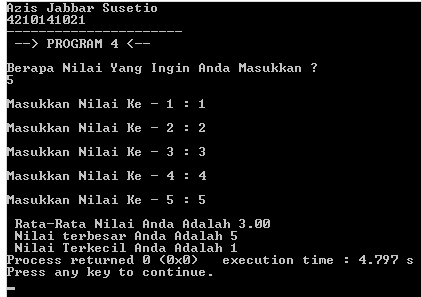 Azis Jabbar Susetio
4210141021
----------------------
--> PROGRAM 4 <--
Berapa Nilai Yang Ingin Anda Masukkan ?
5
Masukkan Nilai Ke - 1 : 1
Masukkan Nilai Ke - 2 : 2
Masukkan Nilai Ke - 3 : 3
Masukkan Nilai Ke - 4 : 4
Masukkan Nilai Ke - 5 : 5
Rata-Rata Nilai Anda Adalah 3.00
Nilai terbesar Anda Adalah 5
Nilai Terkecil Anda Adalah 1
Process returned 0 (0x0)   execution time : 4.797 s
Press any key to continue.